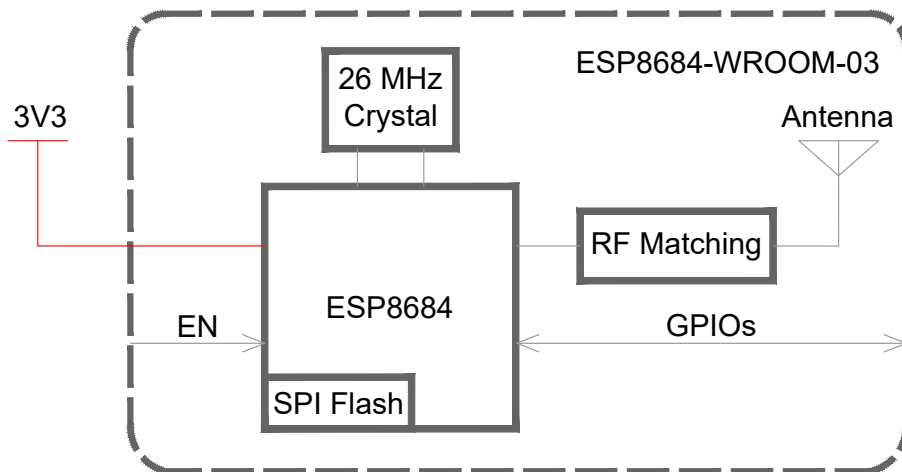 ESP8684-WROOM-03
26 MHz
Crystal
3V3
Antenna
RF Matching
ESP8684
EN
GPIOs
SPI Flash